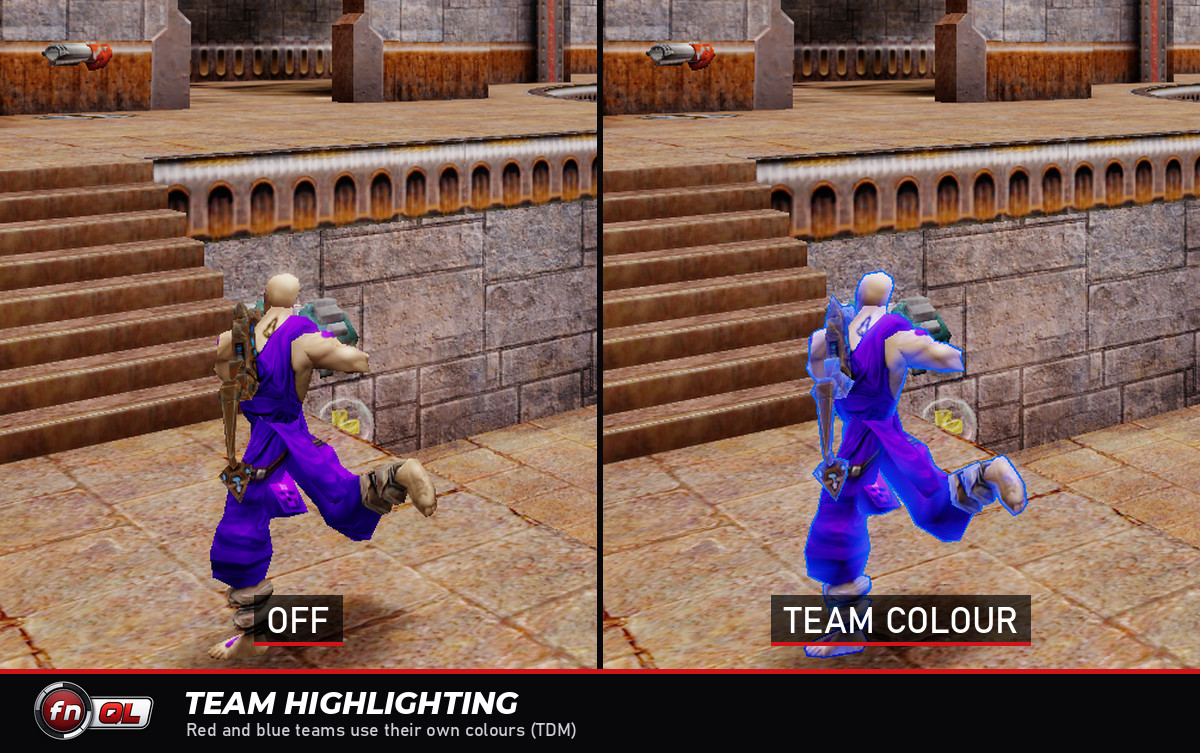 OFF
TEAM COLOUR
fn QL
TEAM HIGHLIGHTING
Red and blue teams use their own colours (TDM)